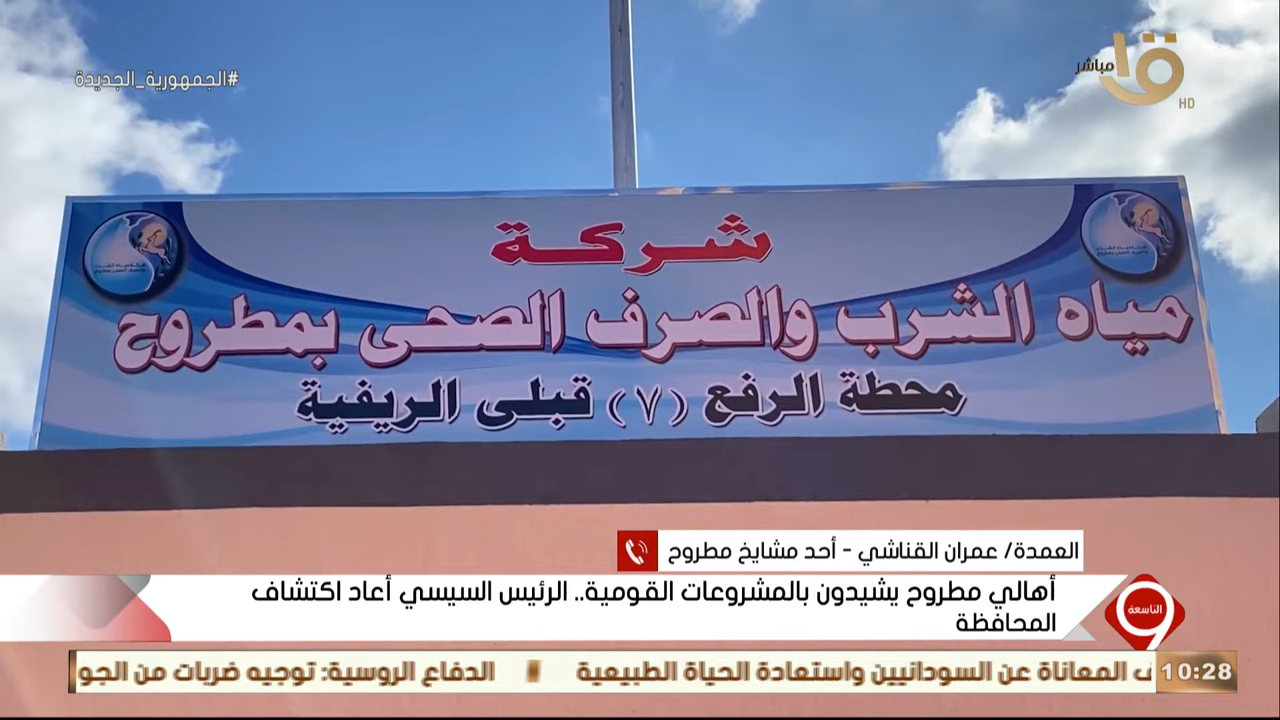 #الجمهورية_الجديدة
مباشر
HD
شركة
مياه الشرب والصرف الصحى بمطروح
محطة الرفع (٧) قبلى الريفية
العمدة/ عمران القناشي - أحد مشايخ مطروح
أهالي مطروح يشيدون بالمشروعات القومية.. الرئيس السيسي أعاد اكتشاف
المحافظة
التاسعة
9
10:28
ف المعاناة عن السودانيين واستعادة الحياة الطبيعية
الدفاع الروسية: توجيه ضربات من الجو